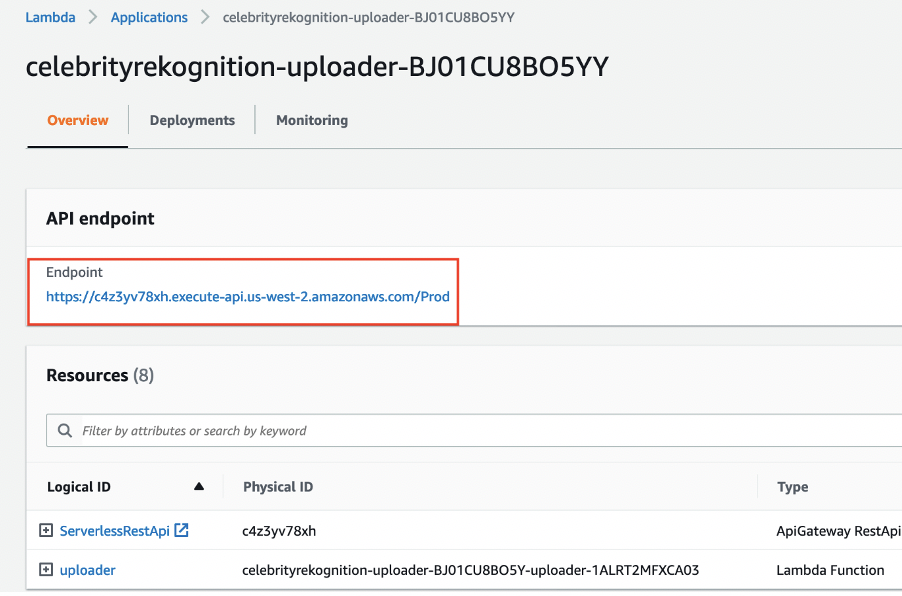 Lambda > Applications > celebrityrekognition-uploader-BJ01CU8BO5YY
celebrityrekognition-uploader-BJ01CU8BO5YY
Overview Deployments Monitoring
API endpoint
Endpoint
https://c4z3yv78xh.execute-api.us-west-2.amazonaws.com/Prod
Resources (8)
Filter by attributes or search by keyword
Logical ID Physical ID Type
ServerlessRestApi c4z3yv78xh ApiGateway RestApi
uploader celebrityrekognition-uploader-BJ01CU8BO5Y-uploader-1ALRT2MFXCA03 Lambda Function